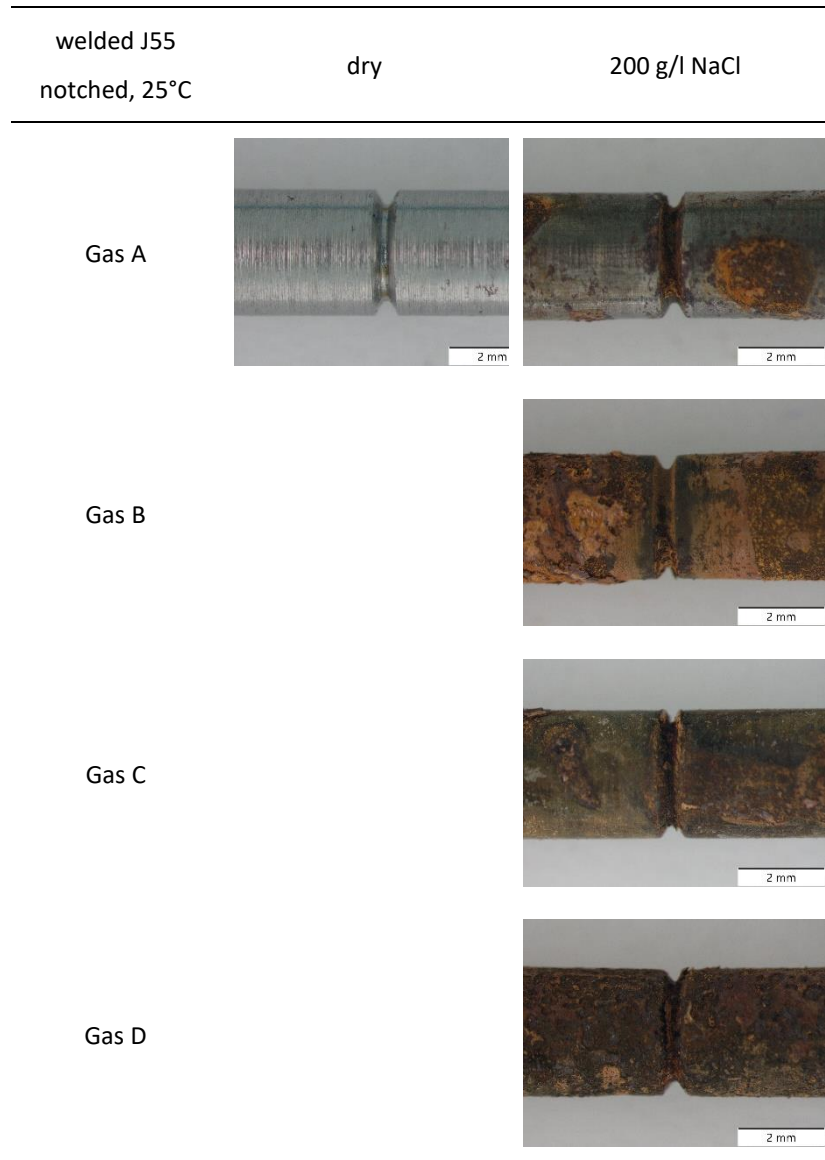 welded J55
notched, 25°C
dry
200 g/l NaCl
Gas A
2 mm
2 mm
Gas B
2 mm
Gas C
2 mm
Gas D
2 mm